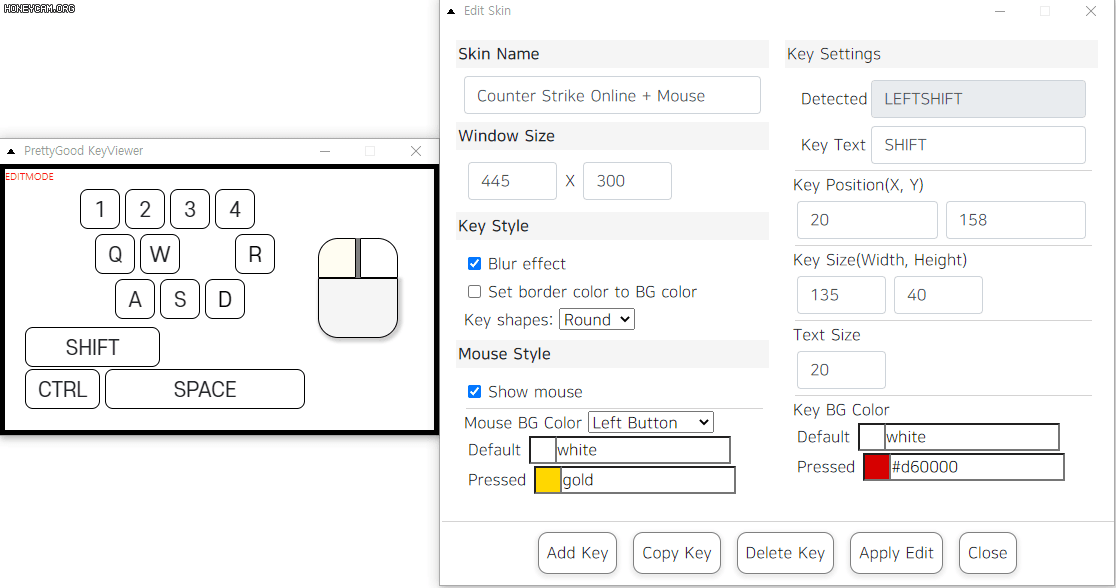 HONEYCAM.ORG
PrettyGood KeyViewer
EDITMODE
1 2 3 4
Q W R
A S D
SHIFT
CTRL SPACE
Edit Skin
Skin Name
Counter Strike Online + Mouse
Window Size
445 X 300
Key Style
Blur effect
Set border color to BG color
Key shapes: Round
Mouse Style
Show mouse
Mouse BG Color Left Button
Default white
Pressed gold
Key Settings
Detected LEFTSHIFT
Key Text SHIFT
Key Position(X, Y)
20 158
Key Size(Width, Height)
135 40
Text Size
20
Key BG Color
Default white
Pressed #d60000
Add Key Copy Key Delete Key Apply Edit Close